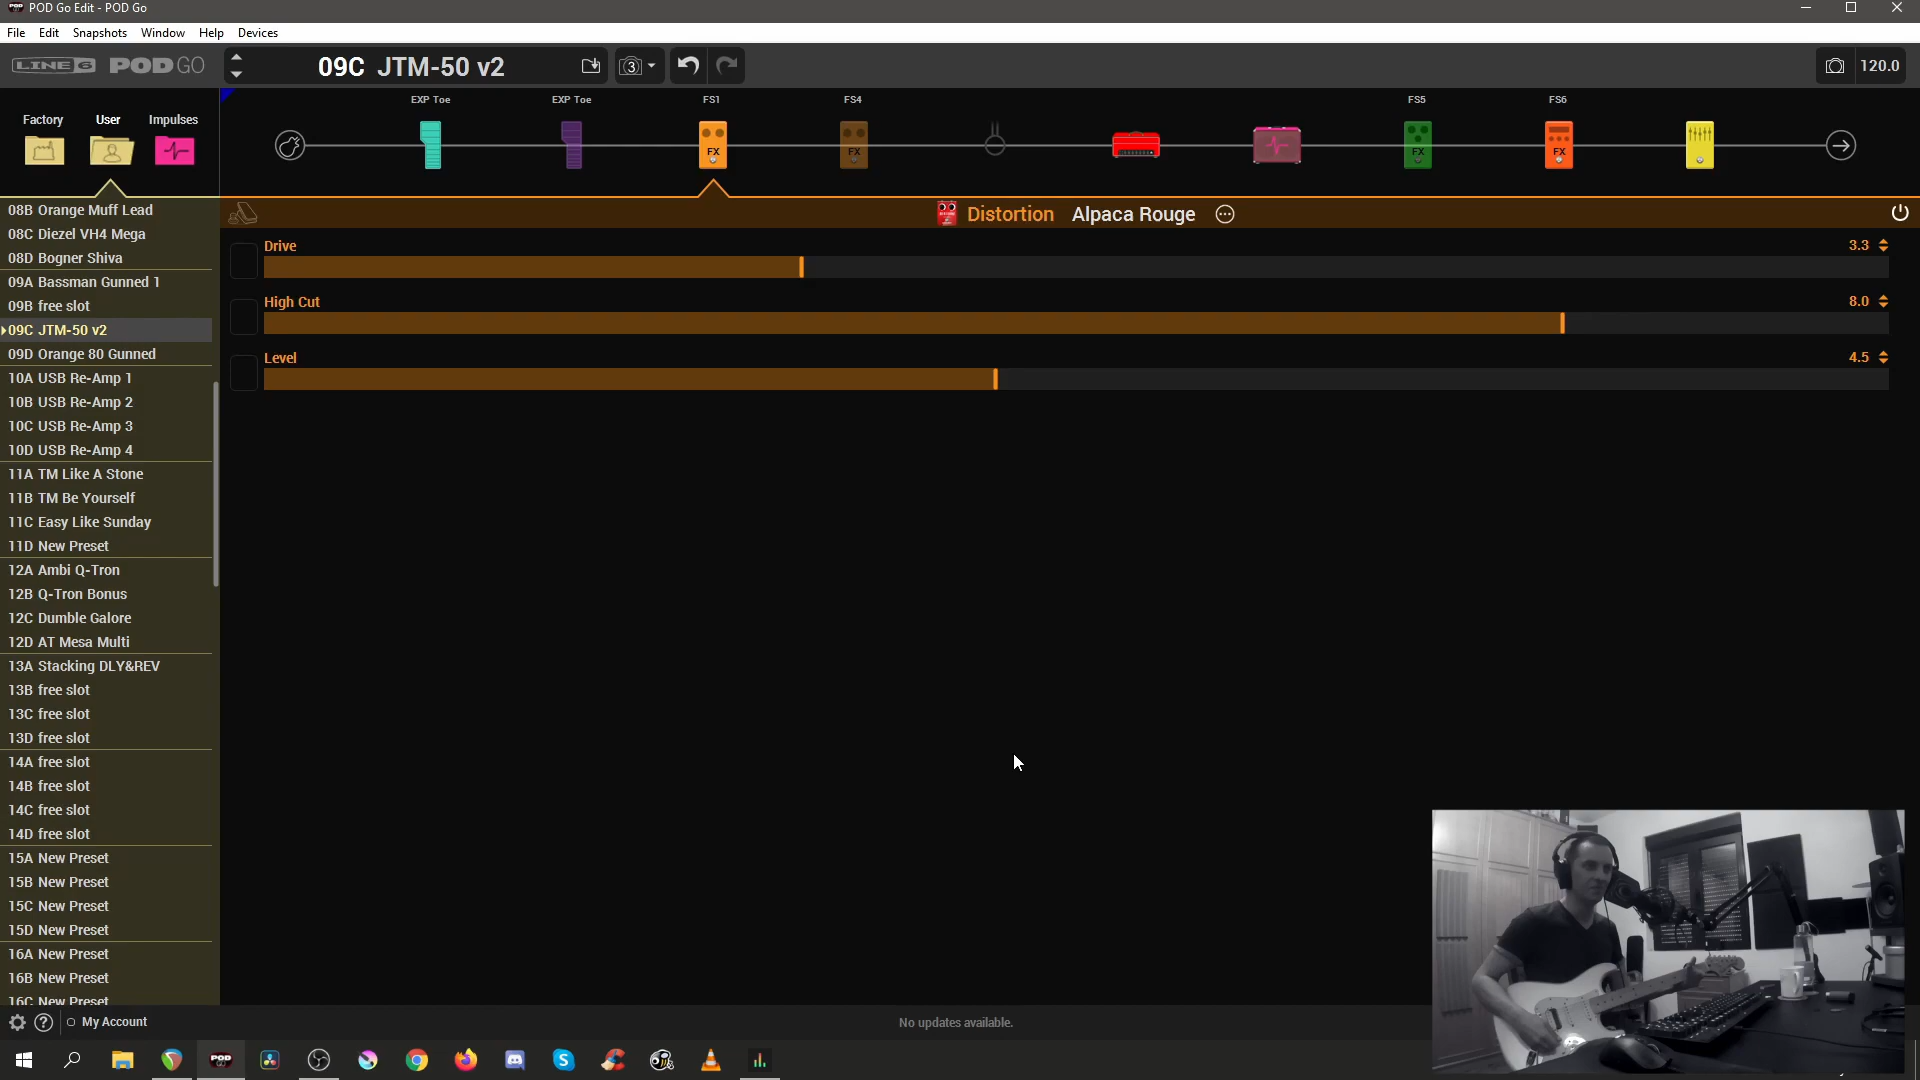 POD Go Edit - POD Go
File Edit Snapshots Window Help Devices
LINE 6 POD GO
09C JTM-50 v2
3
120.0
Factory User Impulses
EXP Toe EXP Toe FS1 FS4 FS5 FS6
FX FX FX FX
Distortion Alpaca Rouge
Drive 3.3
High Cut 8.0
Level 4.5
08B Orange Muff Lead
08C Diezel VH4 Mega
08D Bogner Shiva
09A Bassman Gunned 1
09B free slot
09C JTM-50 v2
09D Orange 80 Gunned
10A USB Re-Amp 1
10B USB Re-Amp 2
10C USB Re-Amp 3
10D USB Re-Amp 4
11A TM Like A Stone
11B TM Be Yourself
11C Easy Like Sunday
11D New Preset
12A Ambi Q-Tron
12B Q-Tron Bonus
12C Dumble Galore
12D AT Mesa Multi
13A Stacking DLY&REV
13B free slot
13C free slot
13D free slot
14A free slot
14B free slot
14C free slot
14D free slot
15A New Preset
15B New Preset
15C New Preset
15D New Preset
16A New Preset
16B New Preset
16C New Preset
My Account
No updates available.
POD